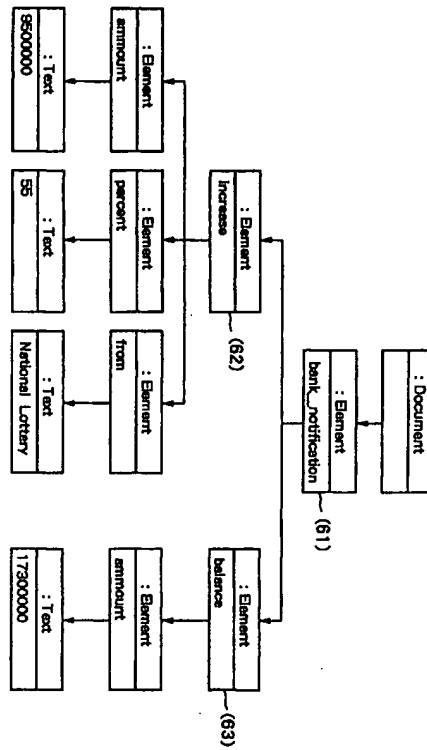 : Document
: Element
bank_notification
(61)
: Element
increase
(62)
: Element
balance
(63)
: Element
ammount
: Element
percent
: Element
from
: Element
ammount
: Text
9500000
: Text
55
: Text
National Lottery
: Text
17300000